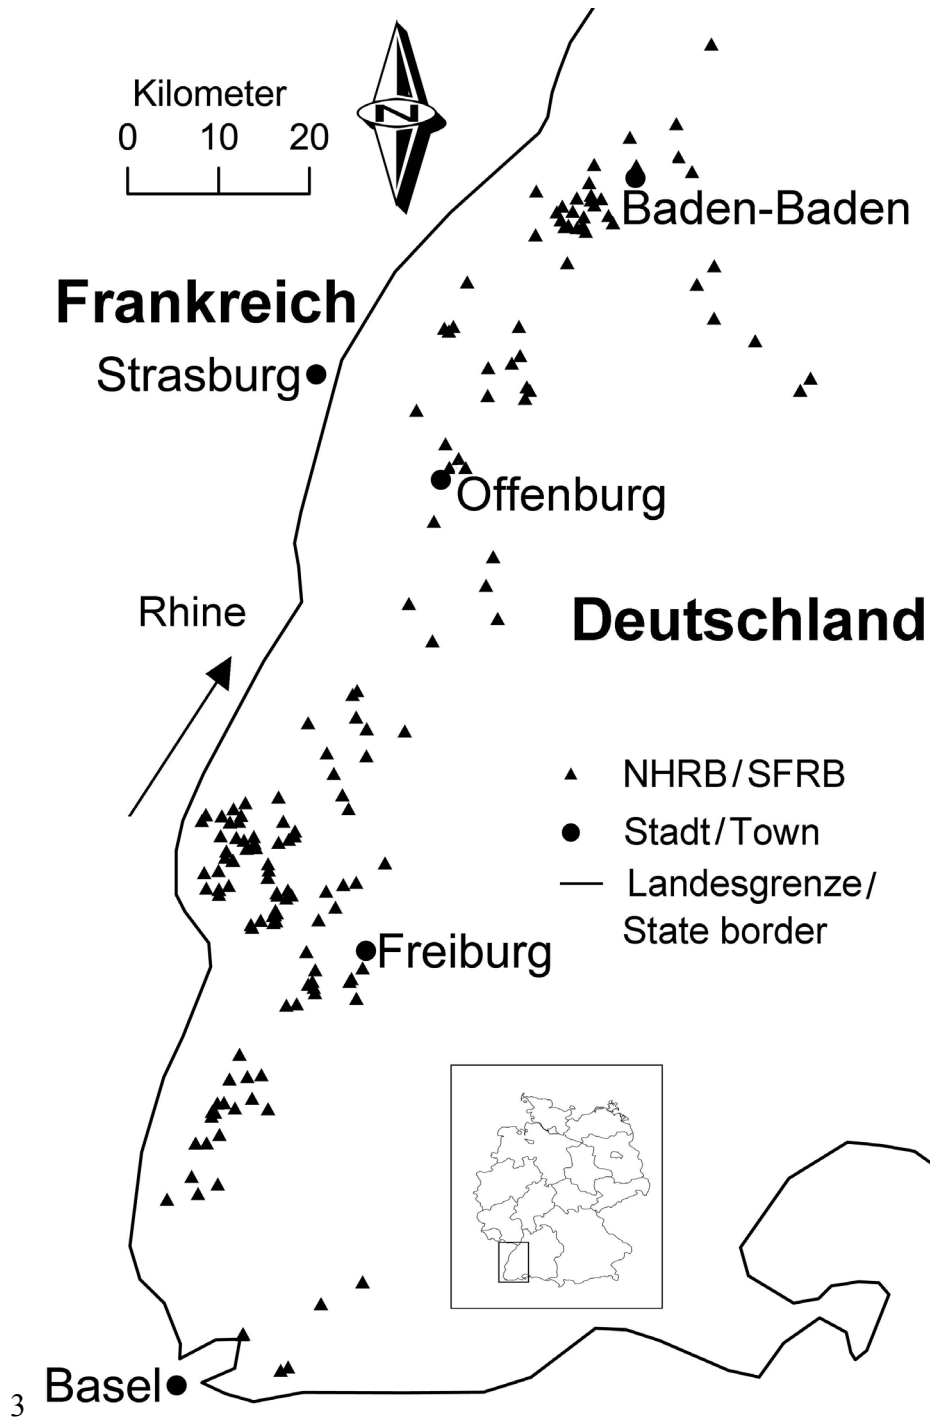 Kilometer
0 10 20
N
Baden-Baden
Frankreich
Strasburg
Offenburg
Rhine
Deutschland
NHRB/SFRB
Stadt/Town
Landesgrenze/
State border
Freiburg
Basel
3